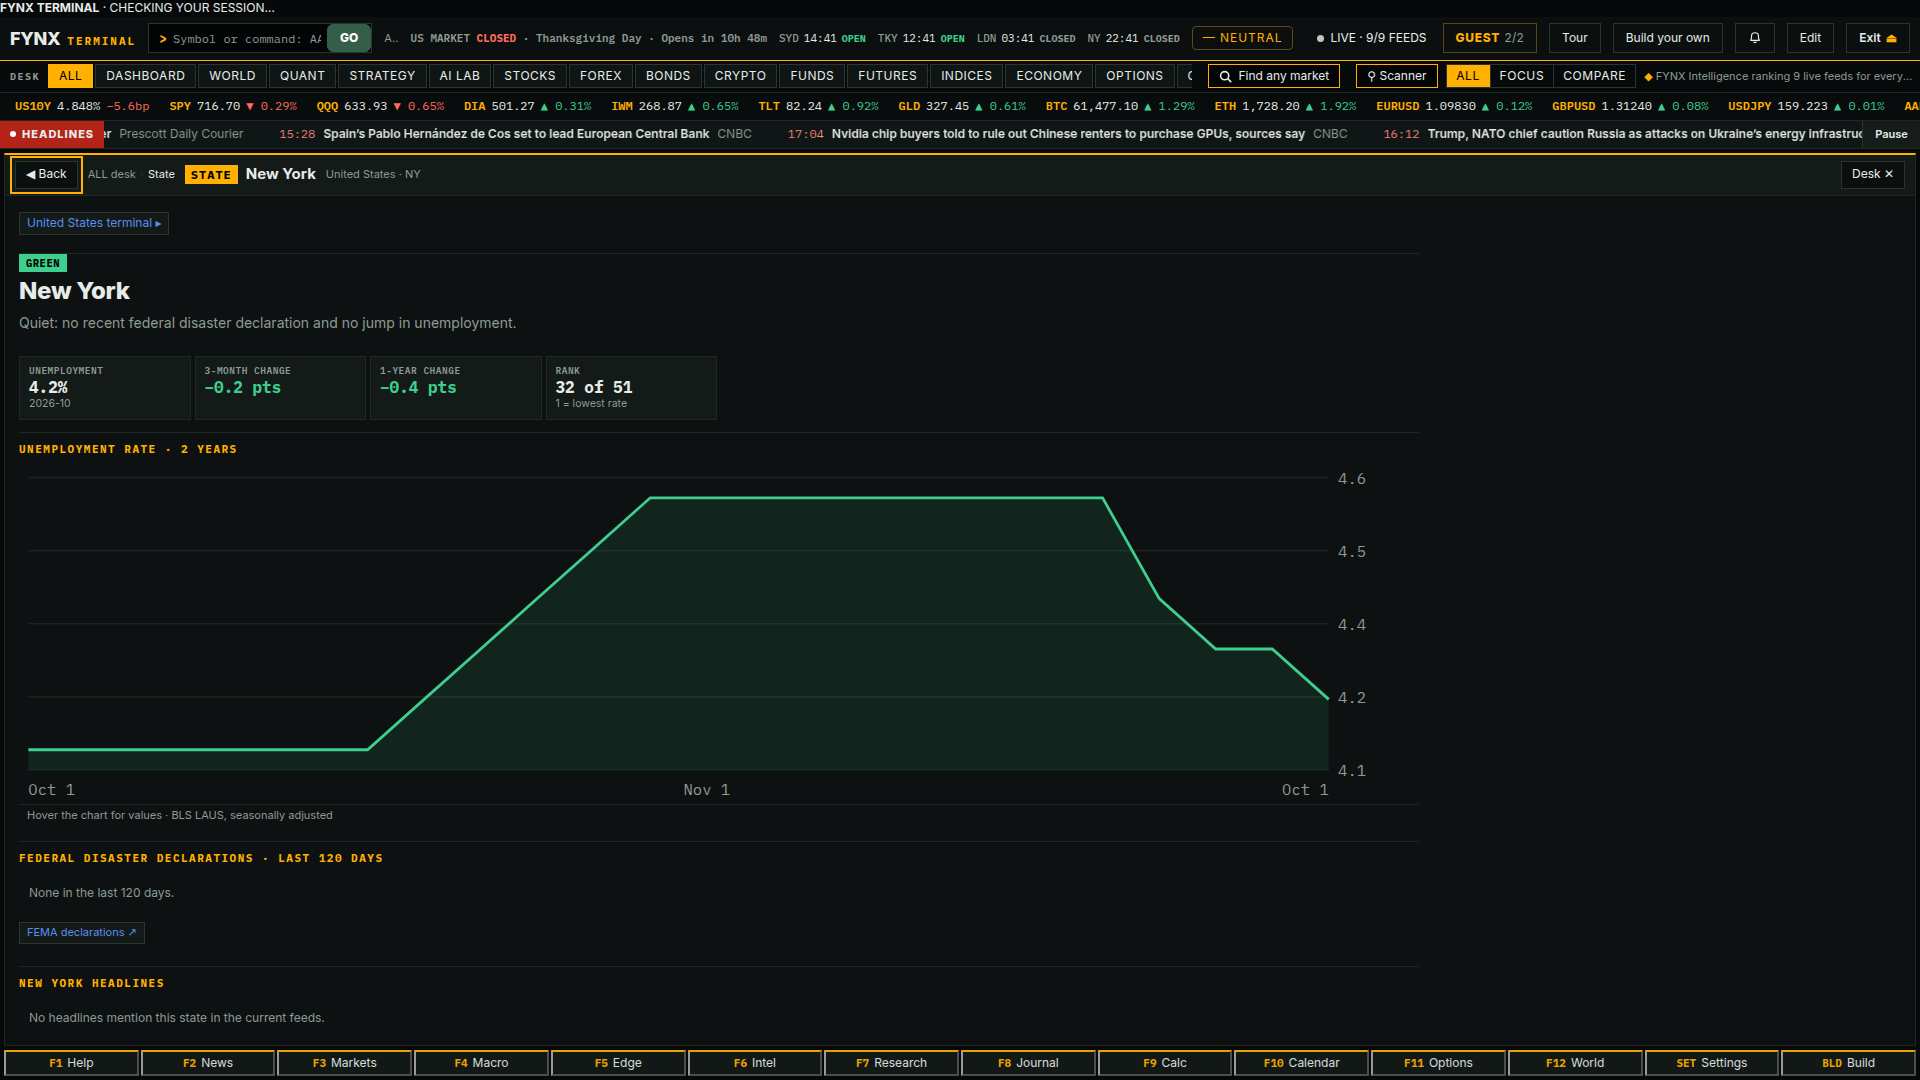 FYNX TERMINAL · CHECKING YOUR SESSION...
FYNX TERMINAL
> Symbol or command: AA
GO
A..
US MARKET CLOSED · Thanksgiving Day · Opens in 10h 48m
SYD 14:41 OPEN TKY 12:41 OPEN LDN 03:41 CLOSED NY 22:41 CLOSED
— NEUTRAL
● LIVE · 9/9 FEEDS
GUEST 2/2
Tour
Build your own
Edit
Exit ⏏
DESK ALL DASHBOARD WORLD QUANT STRATEGY AI LAB STOCKS FOREX BONDS CRYPTO FUNDS FUTURES INDICES ECONOMY OPTIONS
Find any market
Scanner
ALL FOCUS COMPARE
◆ FYNX Intelligence ranking 9 live feeds for every...
US10Y 4.848% −5.6bp SPY 716.70 ▼ 0.29% QQQ 633.93 ▼ 0.65% DIA 501.27 ▲ 0.31% IWM 268.87 ▲ 0.65% TLT 82.24 ▲ 0.92% GLD 327.45 ▲ 0.61% BTC 61,477.10 ▲ 1.29% ETH 1,728.20 ▲ 1.92% EURUSD 1.09830 ▲ 0.12% GBPUSD 1.31240 ▲ 0.08% USDJPY 159.223 ▲ 0.01% AA
● HEADLINES
er Prescott Daily Courier 15:28 Spain’s Pablo Hernández de Cos set to lead European Central Bank CNBC 17:04 Nvidia chip buyers told to rule out Chinese renters to purchase GPUs, sources say CNBC 16:12 Trump, NATO chief caution Russia as attacks on Ukraine’s energy infrastruc
Pause
◀ Back
ALL desk · State
STATE New York United States · NY
Desk ✕
United States terminal ▸
GREEN
New York
Quiet: no recent federal disaster declaration and no jump in unemployment.
UNEMPLOYMENT
4.2%
2026-10
3-MONTH CHANGE
−0.2 pts
1-YEAR CHANGE
−0.4 pts
RANK
32 of 51
1 = lowest rate
UNEMPLOYMENT RATE · 2 YEARS
4.6
4.5
4.4
4.2
4.1
Oct 1 Nov 1 Oct 1
Hover the chart for values · BLS LAUS, seasonally adjusted
FEDERAL DISASTER DECLARATIONS · LAST 120 DAYS
None in the last 120 days.
FEMA declarations ↗
NEW YORK HEADLINES
No headlines mention this state in the current feeds.
F1 Help F2 News F3 Markets F4 Macro F5 Edge F6 Intel F7 Research F8 Journal F9 Calc F10 Calendar F11 Options F12 World SET Settings BLD Build